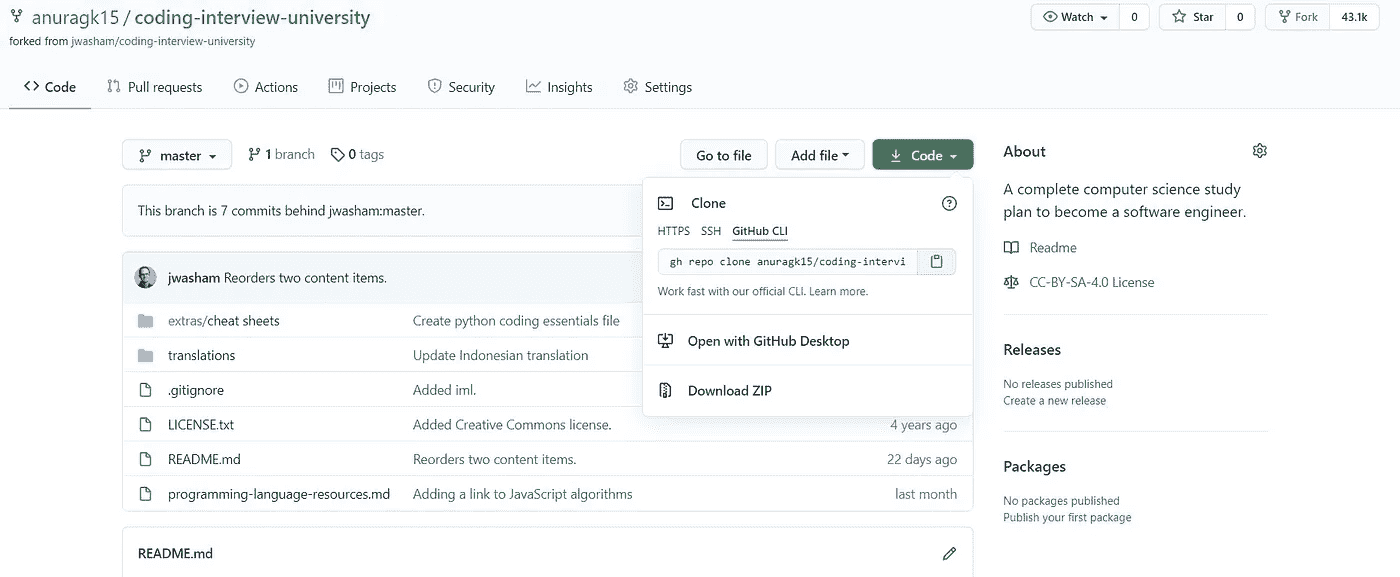 anuragk15 / coding-interview-university
forked from jwasham/coding-interview-university
Watch 0 Star 0 Fork 43.1k
Code Pull requests Actions Projects Security Insights Settings
master 1 branch 0 tags Go to file Add file Code
This branch is 7 commits behind jwasham:master.
Clone
HTTPS SSH GitHub CLI
gh repo clone anuragk15/coding-intervi
Work fast with our official CLI. Learn more.
Open with GitHub Desktop
Download ZIP
jwasham Reorders two content items.
extras/cheat sheets Create python coding essentials file
translations Update Indonesian translation
.gitignore Added iml.
LICENSE.txt Added Creative Commons license. 4 years ago
README.md Reorders two content items. 22 days ago
programming-language-resources.md Adding a link to JavaScript algorithms last month
README.md
About
A complete computer science study
plan to become a software engineer.
Readme
CC-BY-SA-4.0 License
Releases
No releases published
Create a new release
Packages
No packages published
Publish your first package